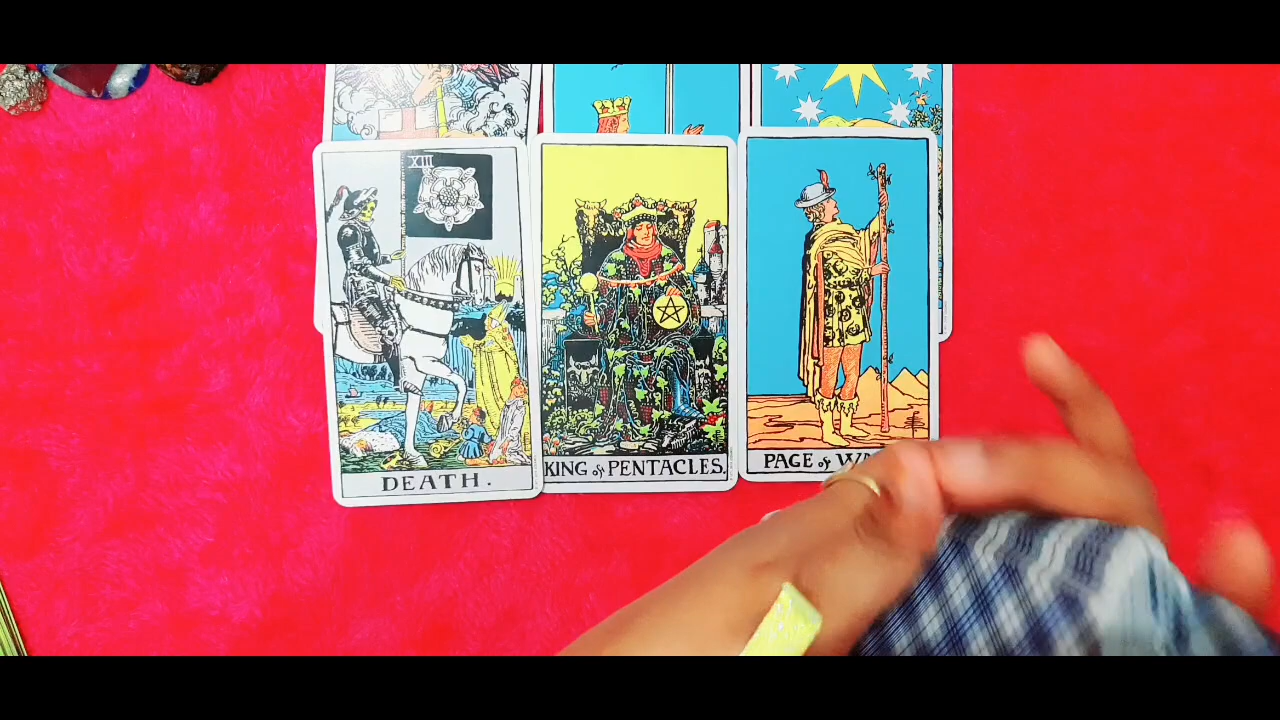 XIII
DEATH.
KING of PENTACLES.
PAGE of